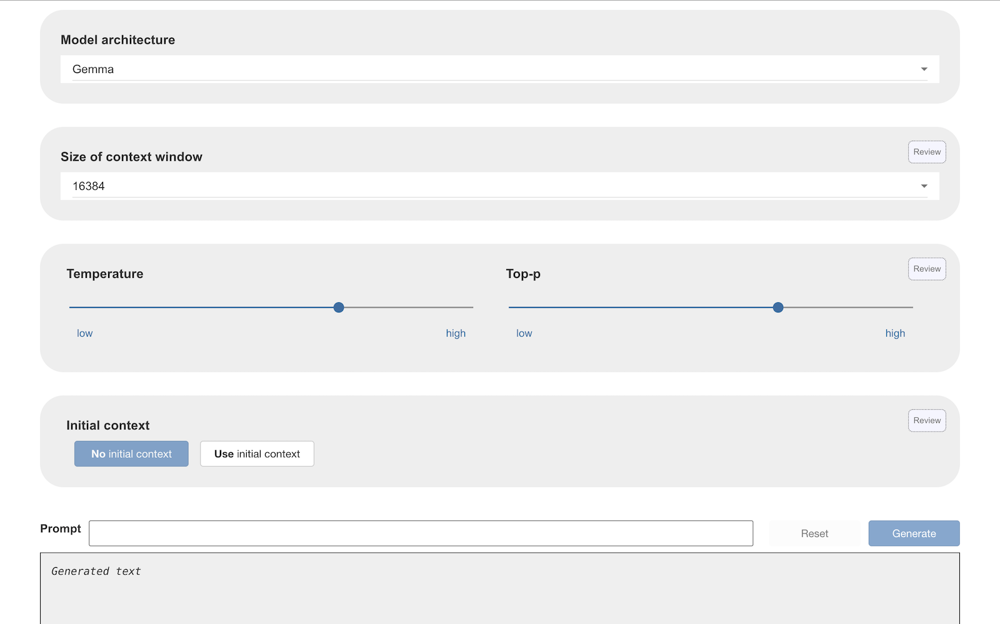 Model architecture
Gemma
Size of context window
Review
16384
Temperature
Top-p
Review
low
high
low
high
Initial context
Review
No initial context
Use initial context
Prompt
Reset
Generate
Generated text